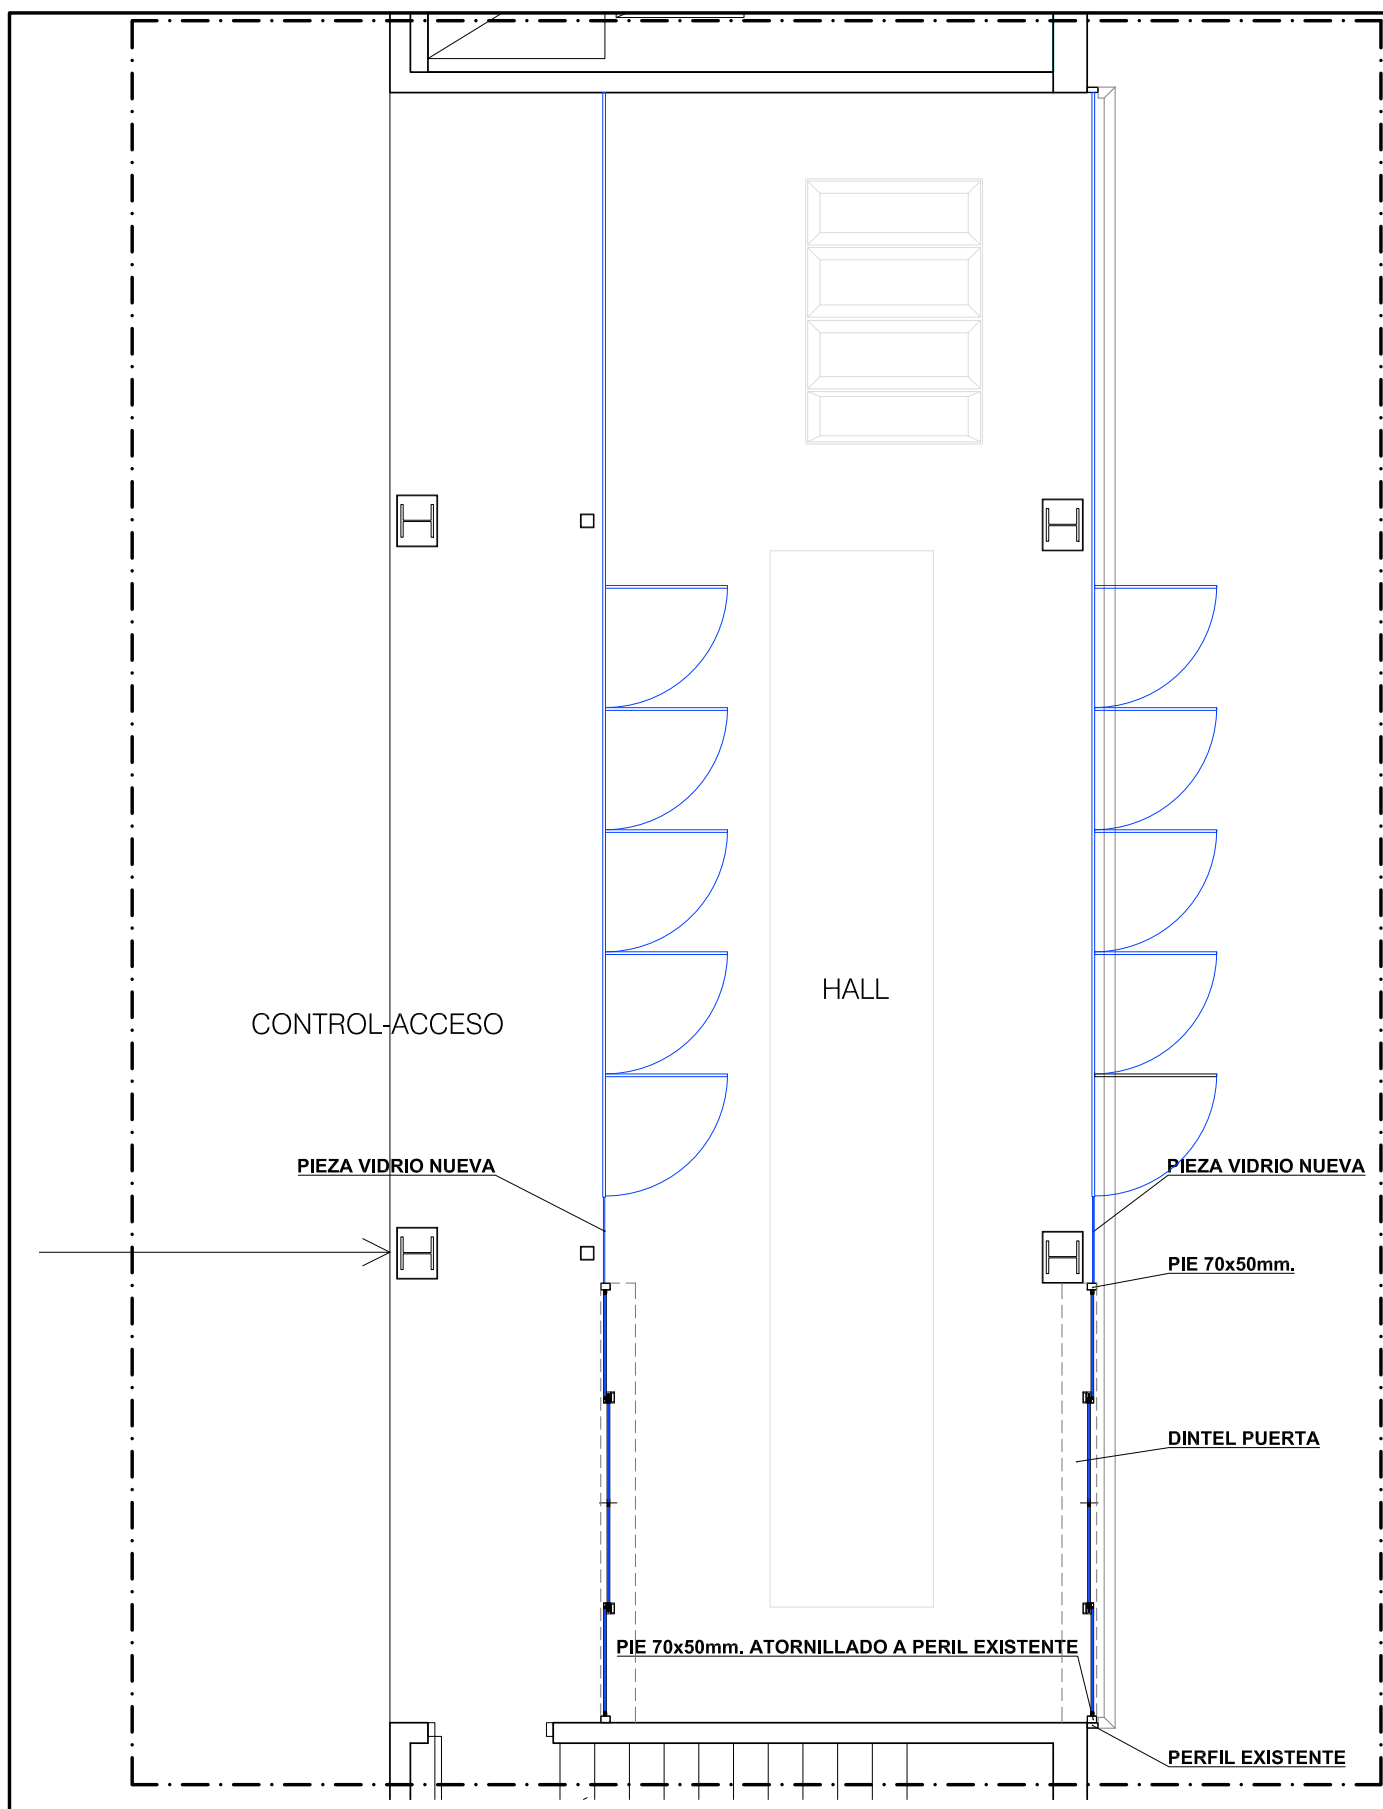 HALL
CONTROL-ACCESO
PIEZA VIDRIO NUEVA
PIEZA VIDRIO NUEVA
PIE 70x50mm.
DINTEL PUERTA
PIE 70x50mm. ATORNILLADO A PERIL EXISTENTE
PERFIL EXISTENTE